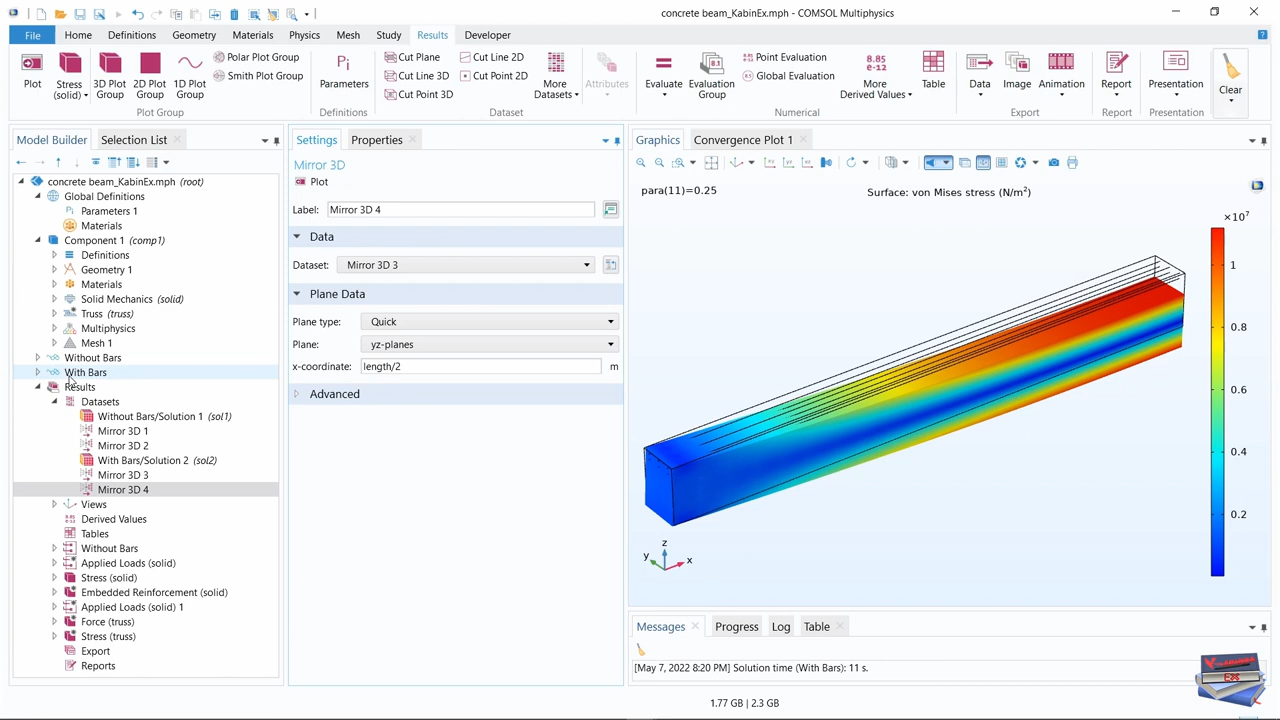 concrete beam_KabinEx.mph - COMSOL Multiphysics
File Home Definitions Geometry Materials Physics Mesh Study Results Developer
Plot
Stress (solid)
3D Plot Group
2D Plot Group
1D Plot Group
Polar Plot Group
Smith Plot Group
Plot Group
Pi
Parameters
Definitions
Cut Plane
Cut Line 3D
Cut Point 3D
Cut Line 2D
Cut Point 2D
More Datasets
Dataset
Attributes
Evaluate
8.85
e-12
Evaluation Group
Point Evaluation
Global Evaluation
8.85
e-12
More Derived Values
Table
Numerical
Data
Image
Animation
Export
Report
Report
Presentation
Presentation
Clear
Model Builder
Selection List
concrete beam_KabinEx.mph (root)
Global Definitions
Pi Parameters 1
Materials
Component 1 (comp1)
Definitions
Geometry 1
Materials
Solid Mechanics (solid)
Truss (truss)
Multiphysics
Mesh 1
Without Bars
With Bars
Results
Datasets
Without Bars/Solution 1 (sol1)
Mirror 3D 1
Mirror 3D 2
With Bars/Solution 2 (sol2)
Mirror 3D 3
Mirror 3D 4
Views
8.85
e-12
Derived Values
Tables
Without Bars
Applied Loads (solid)
Stress (solid)
Embedded Reinforcement (solid)
Applied Loads (solid) 1
Force (truss)
Stress (truss)
Export
Reports
Settings
Properties
Mirror 3D
Plot
Label: Mirror 3D 4
Data
Dataset: Mirror 3D 3
Plane Data
Plane type: Quick
Plane: yz-planes
x-coordinate: length/2 m
Advanced
Graphics
Convergence Plot 1
para(11)=0.25
Surface: von Mises stress (N/m²)
×10⁷
1
0.8
0.6
0.4
0.2
z
y
x
Messages
Progress
Log
Table
[May 7, 2022 8:20 PM] Solution time (With Bars): 11 s.
1.77 GB | 2.3 GB